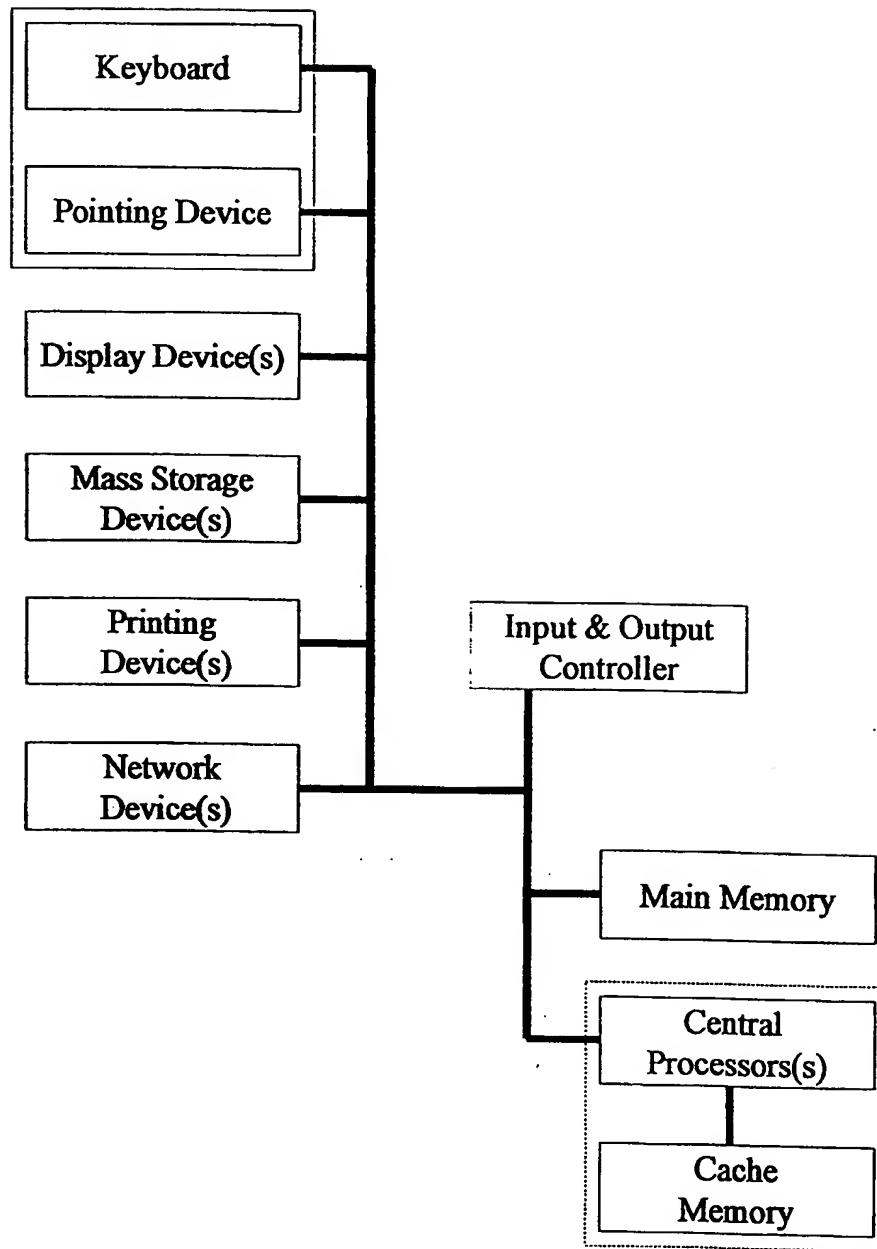 Keyboard
Pointing Device
Display Device(s)
Mass Storage
Device(s)
Printing
Device(s)
Network
Device(s)
Input & Output
Controller
Main Memory
Central
Processors(s)
Cache
Memory